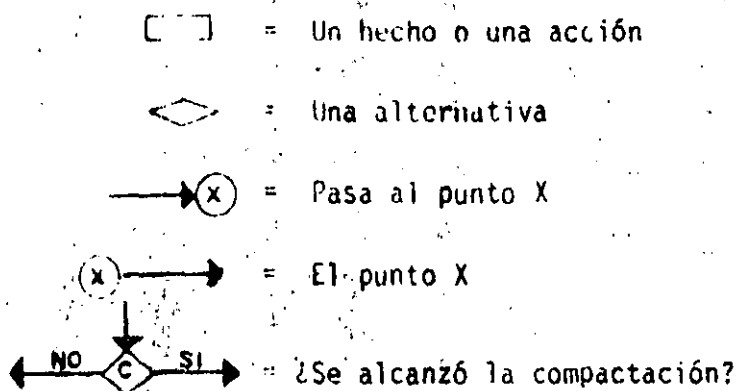 = Un hecho o una acción
= Una alternativa
X = Pasa al punto X
X = El punto X
NO C SI = ¿Se alcanzó la compactación?